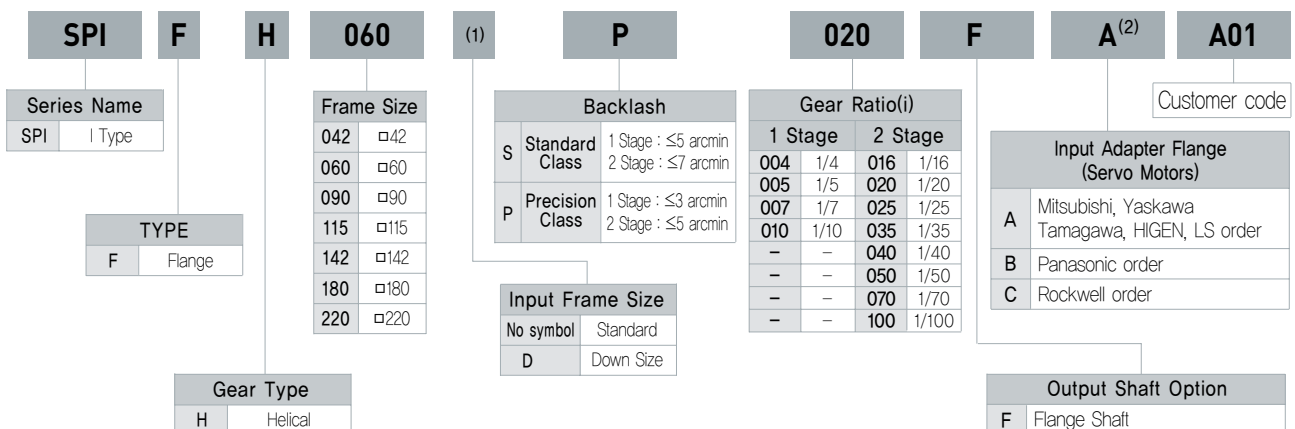 SPI F H 060 (1) P 020 F A(2) A01
Series Name
SPI I Type
TYPE
F Flange
Gear Type
H Helical
Frame Size
042 □42
060 □60
090 □90
115 □115
142 □142
180 □180
220 □220
Input Frame Size
No symbol Standard
D Down Size
Backlash
S Standard Class 1 Stage : ≤5 arcmin
2 Stage : ≤7 arcmin
P Precision Class 1 Stage : ≤3 arcmin
2 Stage : ≤5 arcmin
Gear Ratio(i)
1 Stage 2 Stage
004 1/4 016 1/16
005 1/5 020 1/20
007 1/7 025 1/25
010 1/10 035 1/35
– – 040 1/40
– – 050 1/50
– – 070 1/70
– – 100 1/100
Output Shaft Option
F Flange Shaft
Input Adapter Flange
(Servo Motors)
A Mitsubishi, Yaskawa
Tamagawa, HIGEN, LS order
B Panasonic order
C Rockwell order
Customer code